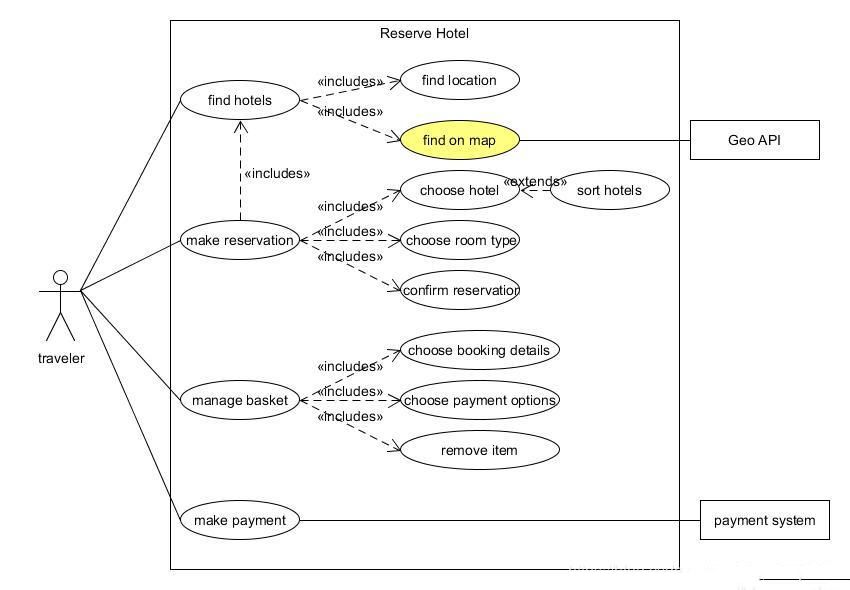 Reserve Hotel
find hotels
«includes»
find location
«includes»
find on map
Geo API
«includes»
choose hotel
«extends»
sort hotels
make reservation
«includes»
«includes»
choose room type
«includes»
confirm reservation
traveler
manage basket
«includes»
choose booking details
«includes»
choose payment options
«includes»
remove item
make payment
payment system